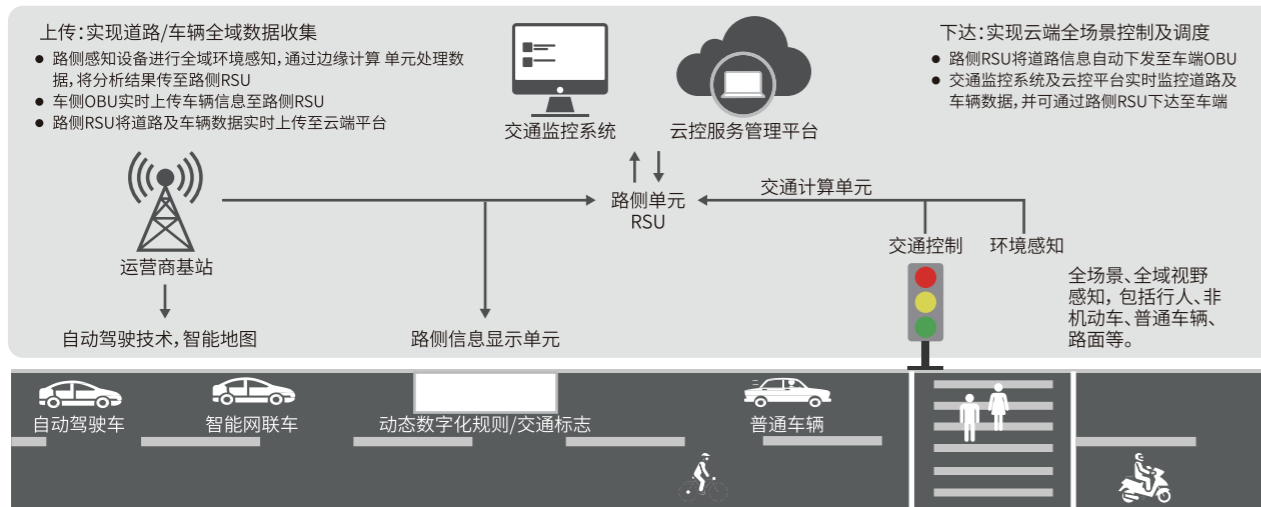 上传：实现道路/车辆全域数据收集
● 路侧感知设备进行全域环境感知，通过边缘计算 单元处理数
据，将分析结果传至路侧RSU
● 车侧OBU实时上传车辆信息至路侧RSU
● 路侧RSU将道路及车辆数据实时上传至云端平台
下达：实现云端全场景控制及调度
● 路侧RSU将道路信息自动下发至车端OBU
● 交通监控系统及云控平台实时监控道路及
车辆数据，并可通过路侧RSU下达至车端
交通监控系统
云控服务管理平台
交通计算单元
路侧单元
RSU
交通控制
环境感知
运营商基站
全场景、全域视野
感知，包括行人、非
机动车、普通车辆、
路面等。
自动驾驶技术，智能地图
路侧信息显示单元
自动驾驶车
智能网联车
动态数字化规则/交通标志
普通车辆